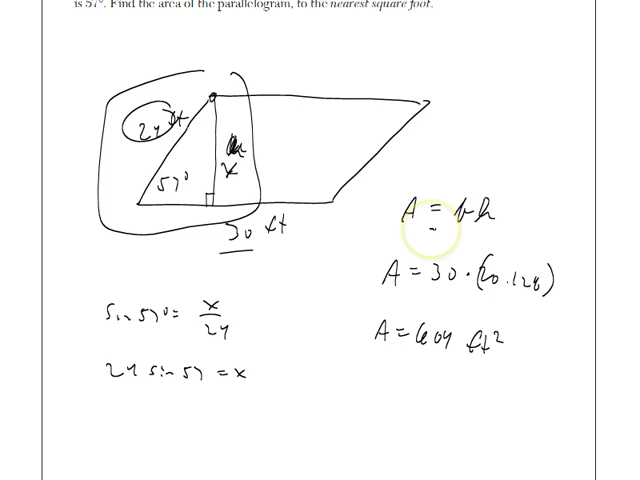 is 57°. Find the area of the parallelogram, to the nearest square foot.
24 ft
57°
x
30 ft
A = bh
A = 30 · (20.128)
A = 604 ft²
sin 57° = x/24
24 sin 57 = x